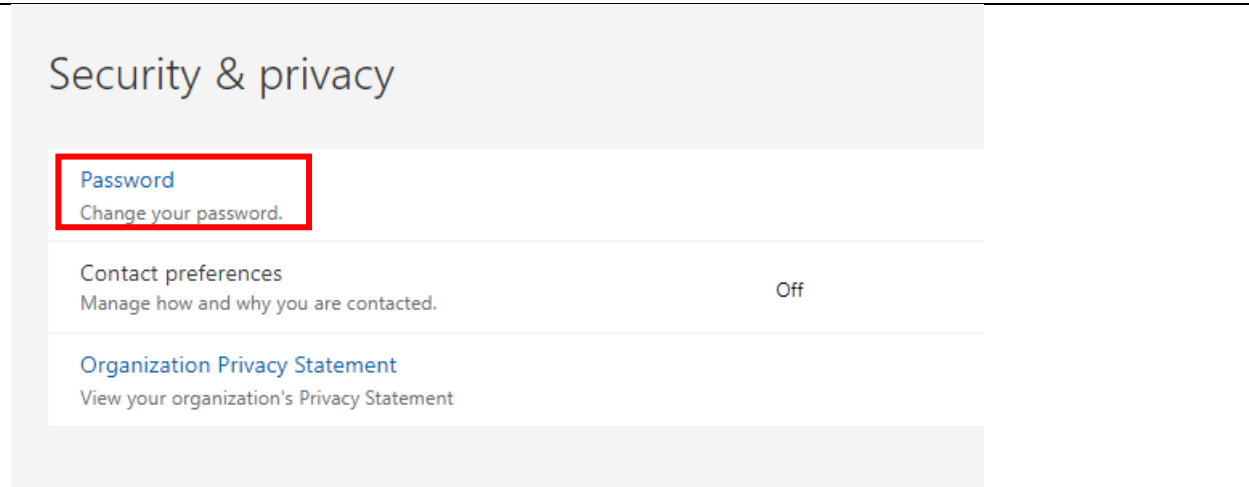 Security & privacy
Password
Change your password.
Contact preferences
Manage how and why you are contacted.
Off
Organization Privacy Statement
View your organization's Privacy Statement